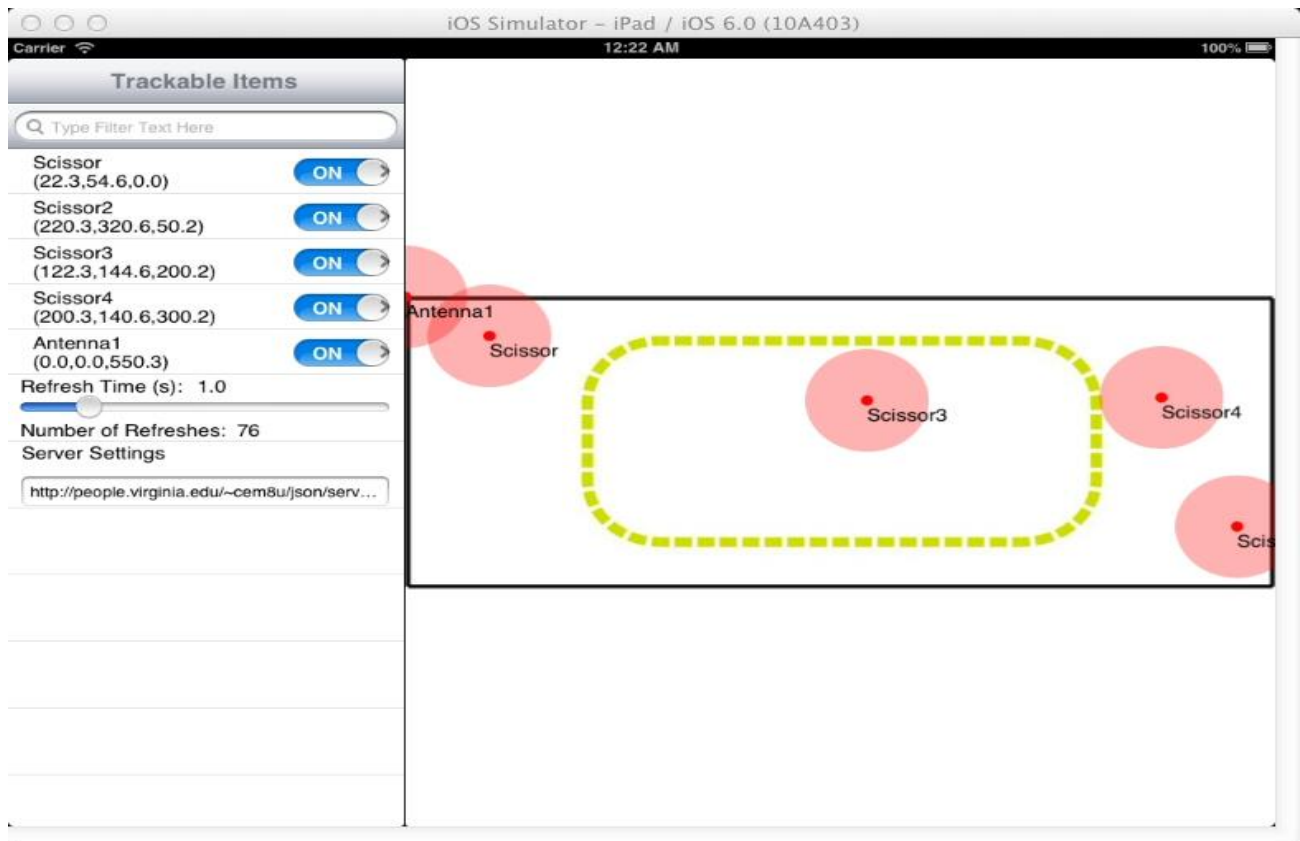 iOS Simulator – iPad / iOS 6.0 (10A403)
Carrier 12:22 AM 100%
Trackable Items
Type Filter Text Here
Scissor
(22.3,54.6,0.0)
ON
Scissor2
(220.3,320.6,50.2)
ON
Scissor3
(122.3,144.6,200.2)
ON
Scissor4
(200.3,140.6,300.2)
ON
Antenna1
(0.0,0.0,550.3)
ON
Refresh Time (s): 1.0
Number of Refreshes: 76
Server Settings
http://people.virginia.edu/~cem8u/json/serv...
Antenna1
Scissor
Scissor3
Scissor4
Scis